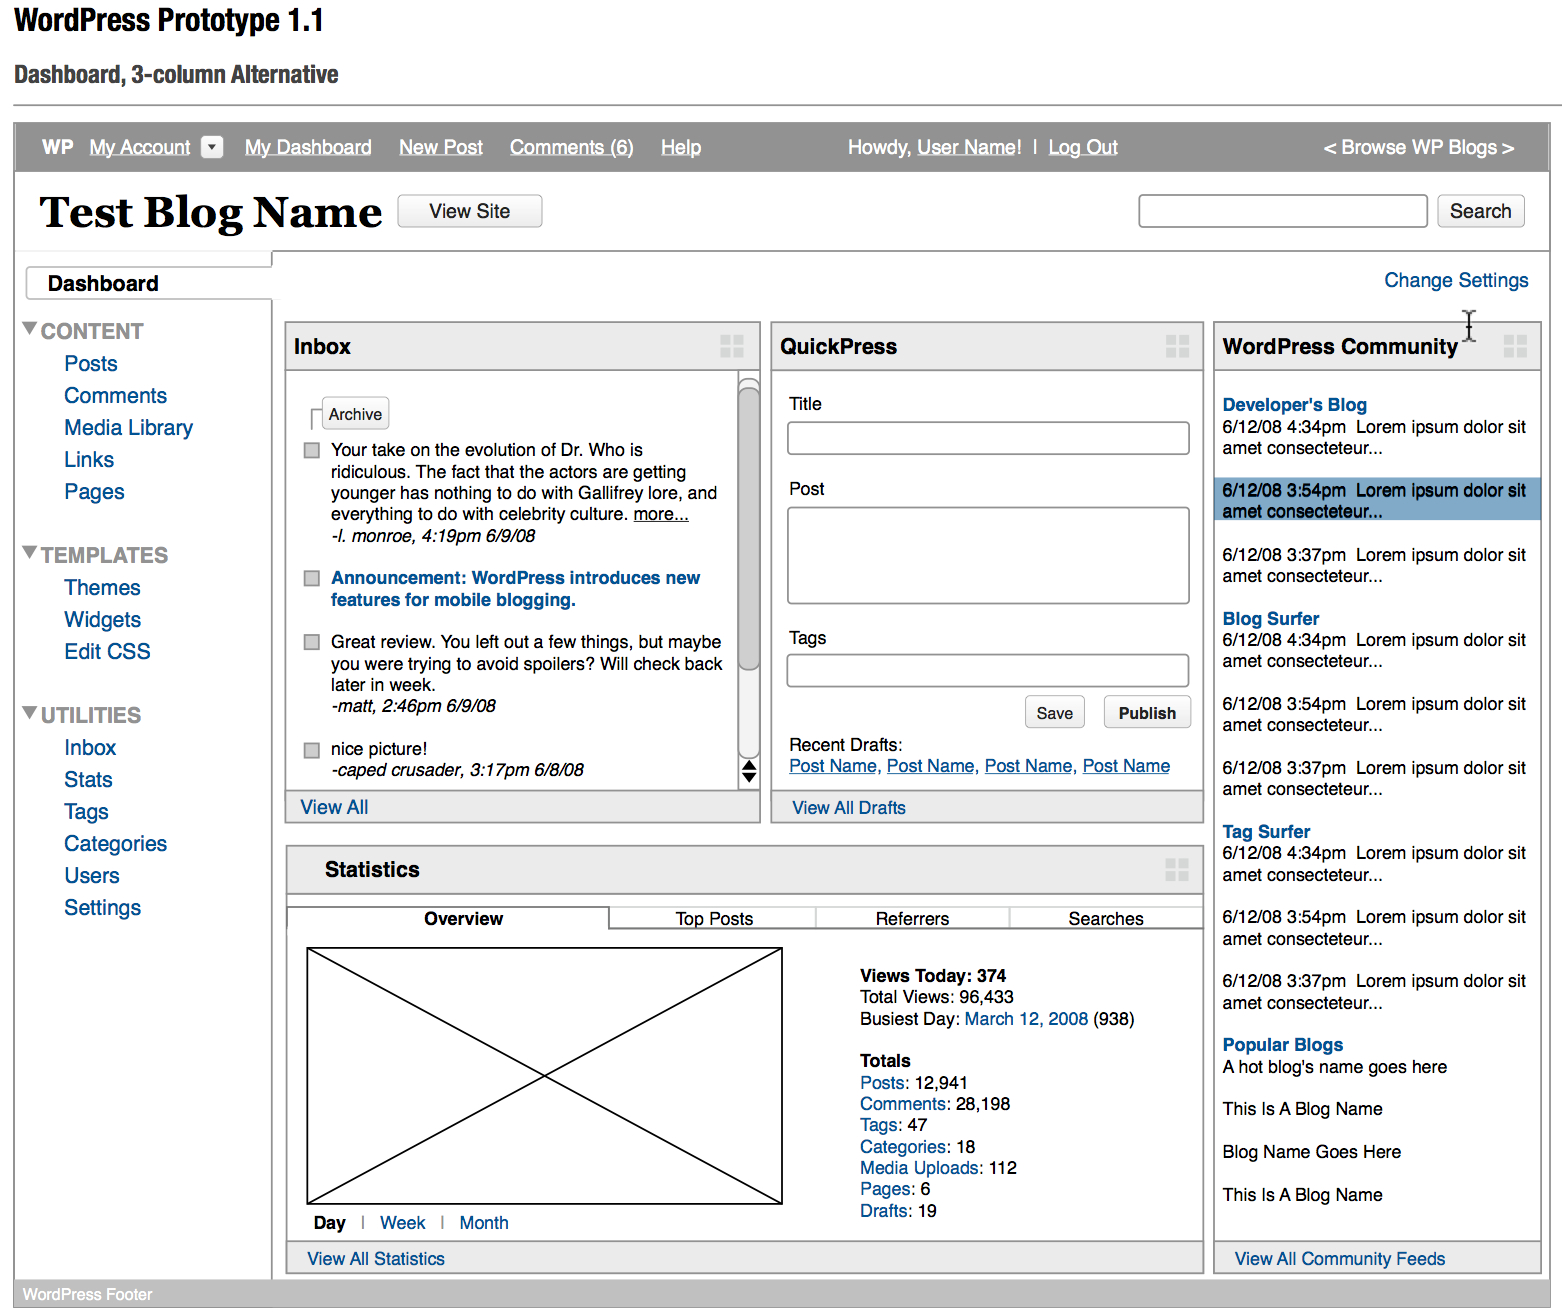 WordPress Prototype 1.1
Dashboard, 3-column Alternative
WP My Account My Dashboard New Post Comments (6) Help Howdy, User Name! | Log Out < Browse WP Blogs >
Test Blog Name View Site Search
Dashboard
Change Settings
CONTENT
Posts
Comments
Media Library
Links
Pages
TEMPLATES
Themes
Widgets
Edit CSS
UTILITIES
Inbox
Stats
Tags
Categories
Users
Settings
Inbox
Archive
Your take on the evolution of Dr. Who is
ridiculous. The fact that the actors are getting
younger has nothing to do with Gallifrey lore, and
everything to do with celebrity culture. more...
-l. monroe, 4:19pm 6/9/08
Announcement: WordPress introduces new
features for mobile blogging.
Great review. You left out a few things, but maybe
you were trying to avoid spoilers? Will check back
later in week.
-matt, 2:46pm 6/9/08
nice picture!
-caped crusader, 3:17pm 6/8/08
View All
QuickPress
Title
Post
Tags
Save Publish
Recent Drafts:
Post Name, Post Name, Post Name, Post Name
View All Drafts
Statistics
Overview Top Posts Referrers Searches
Day | Week | Month
Views Today: 374
Total Views: 96,433
Busiest Day: March 12, 2008 (938)
Totals
Posts: 12,941
Comments: 28,198
Tags: 47
Categories: 18
Media Uploads: 112
Pages: 6
Drafts: 19
View All Statistics
WordPress Community
Developer's Blog
6/12/08 4:34pm Lorem ipsum dolor sit
amet consecteteur...
6/12/08 3:54pm Lorem ipsum dolor sit
amet consecteteur...
6/12/08 3:37pm Lorem ipsum dolor sit
amet consecteteur...
Blog Surfer
6/12/08 4:34pm Lorem ipsum dolor sit
amet consecteteur...
6/12/08 3:54pm Lorem ipsum dolor sit
amet consecteteur...
6/12/08 3:37pm Lorem ipsum dolor sit
amet consecteteur...
Tag Surfer
6/12/08 4:34pm Lorem ipsum dolor sit
amet consecteteur...
6/12/08 3:54pm Lorem ipsum dolor sit
amet consecteteur...
6/12/08 3:37pm Lorem ipsum dolor sit
amet consecteteur...
Popular Blogs
A hot blog's name goes here
This Is A Blog Name
Blog Name Goes Here
This Is A Blog Name
View All Community Feeds
WordPress Footer